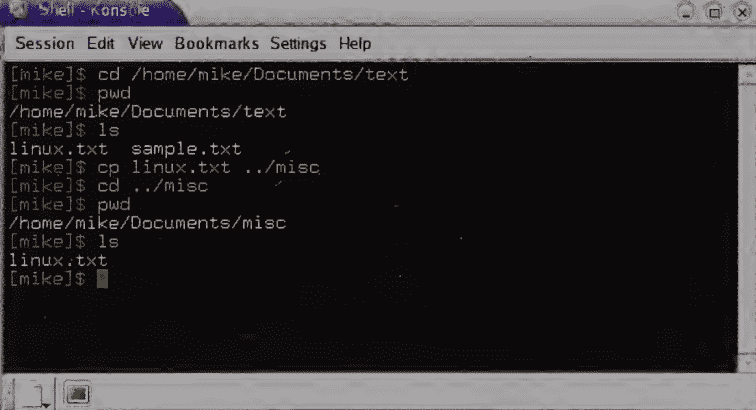 Shell - Konsole
Session Edit View Bookmarks Settings Help
[mike]$ cd /home/mike/Documents/text
[mike]$ pwd
/home/mike/Documents/text
[mike]$ ls
linux.txt  sample.txt
[mike]$ cp linux.txt ../misc
[mike]$ cd ../misc
[mike]$ pwd
/home/mike/Documents/misc
[mike]$ ls
linux.txt
[mike]$